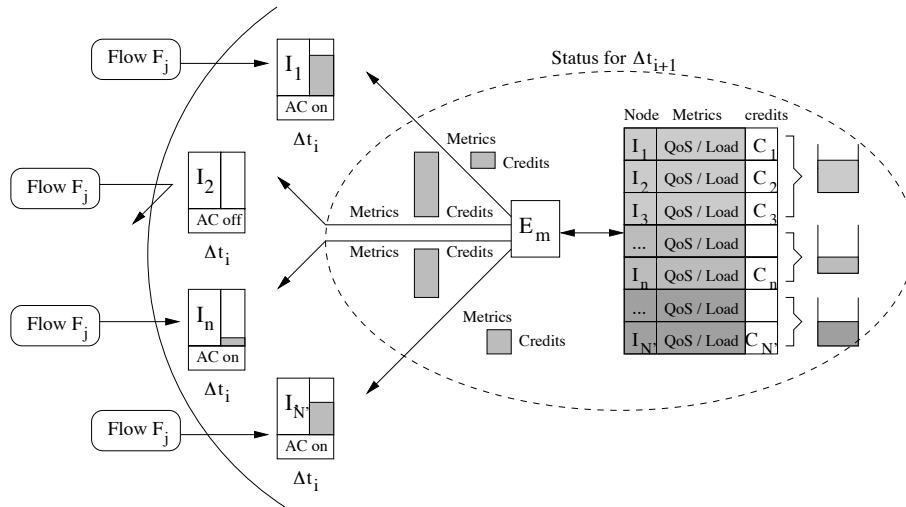 Flow F_j
I_1
AC on
Δt_i
Flow F_j
I_2
AC off
Δt_i
Flow F_j
I_n
AC on
Δt_i
Flow F_j
I_N'
AC on
Δt_i
Metrics
Credits
Metrics
Credits
Metrics
Credits
Metrics
Credits
E_m
Status for Δt_i+1
Node Metrics credits
I_1 QoS / Load C_1
I_2 QoS / Load C_2
I_3 QoS / Load C_3
... QoS / Load
I_n QoS / Load C_n
... QoS / Load
I_N' QoS / Load C_N'